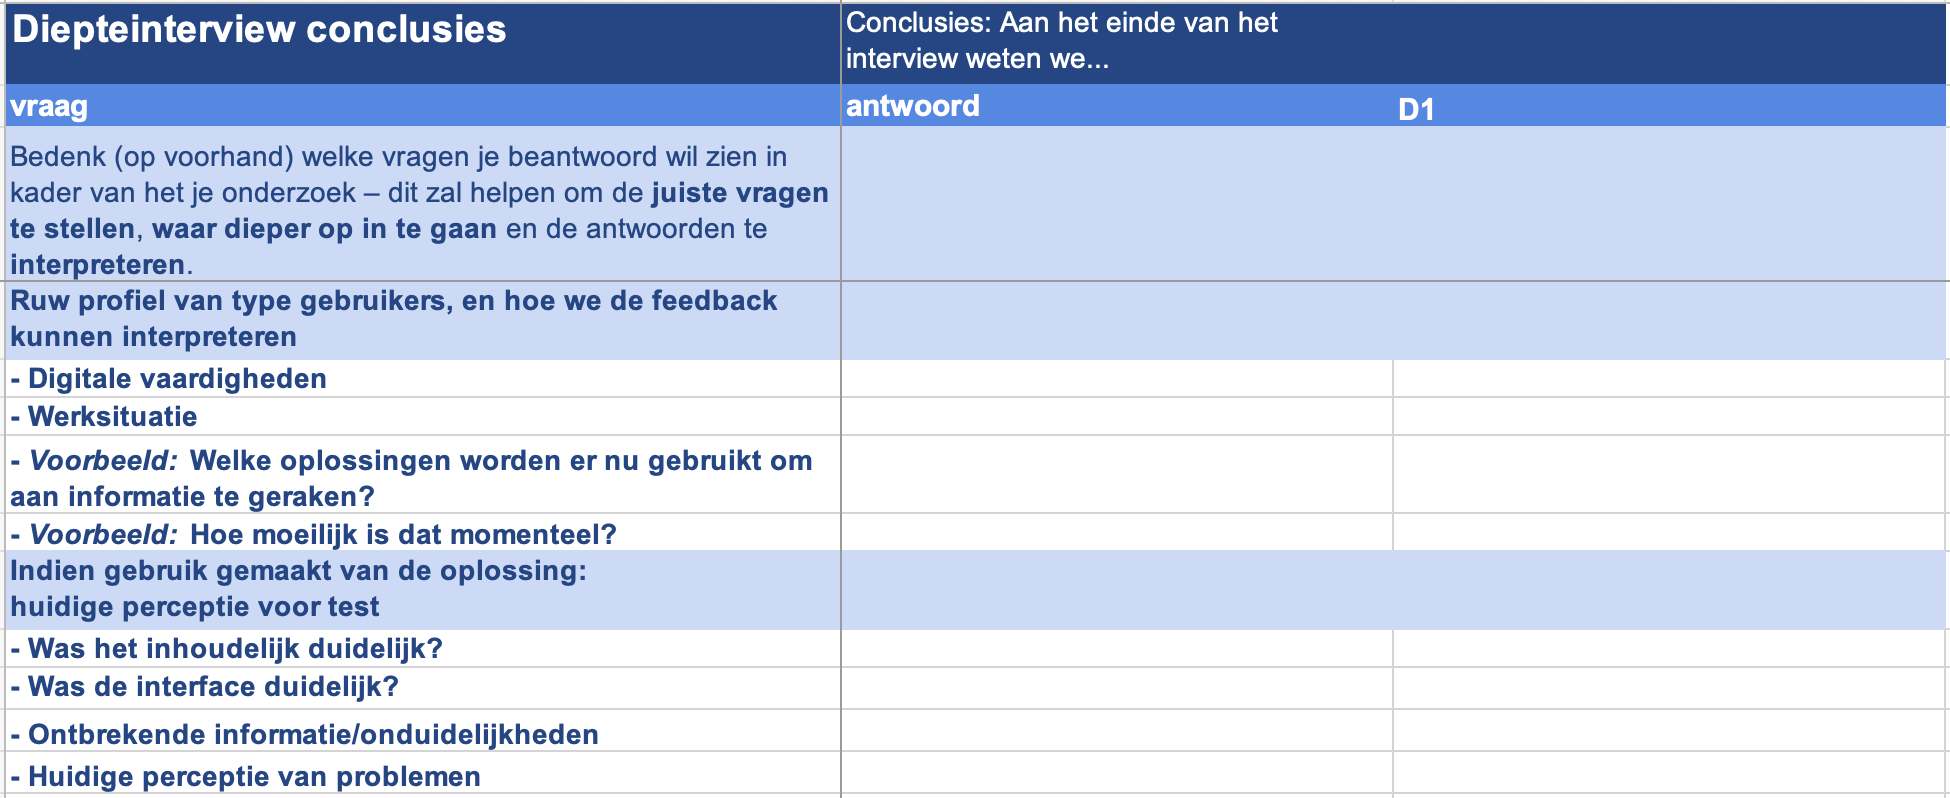 Diepteinterview conclusies
Conclusies: Aan het einde van het
interview weten we...
vraag
antwoord
D1
Bedenk (op voorhand) welke vragen je beantwoord wil zien in
kader van het je onderzoek – dit zal helpen om de juiste vragen
te stellen, waar dieper op in te gaan en de antwoorden te
interpreteren.
Ruw profiel van type gebruikers, en hoe we de feedback
kunnen interpreteren
- Digitale vaardigheden
- Werksituatie
- Voorbeeld: Welke oplossingen worden er nu gebruikt om
aan informatie te geraken?
- Voorbeeld: Hoe moeilijk is dat momenteel?
Indien gebruik gemaakt van de oplossing:
huidige perceptie voor test
- Was het inhoudelijk duidelijk?
- Was de interface duidelijk?
- Ontbrekende informatie/onduidelijkheden
- Huidige perceptie van problemen